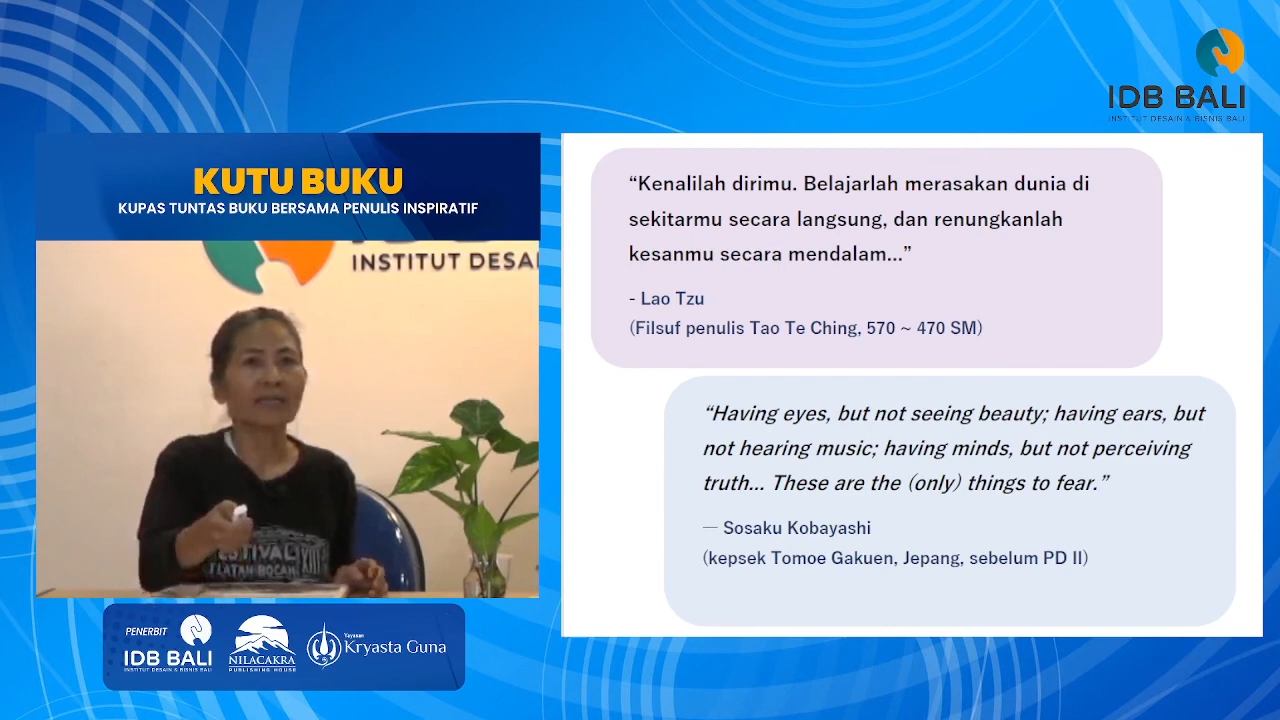 IDB BALI
INSTITUT DESAIN & BISNIS BALI
KUTU BUKU
KUPAS TUNTAS BUKU BERSAMA PENULIS INSPIRATIF
INSTITUT DESA
FESTIVAL
XIII
“Kenalilah dirimu. Belajarlah merasakan dunia di
sekitarmu secara langsung, dan renungkanlah
kesanmu secara mendalam...”
- Lao Tzu
(Filsuf penulis Tao Te Ching, 570 ~ 470 SM)
“Having eyes, but not seeing beauty; having ears, but
not hearing music; having minds, but not perceiving
truth... These are the (only) things to fear.”
— Sosaku Kobayashi
(kepsek Tomoe Gakuen, Jepang, sebelum PD II)
PENERBIT
IDB BALI
INSTITUT DESAIN & BISNIS BALI
NILACAKRA
PUBLISHING HOUSE
Yayasan
Kryasta Guna